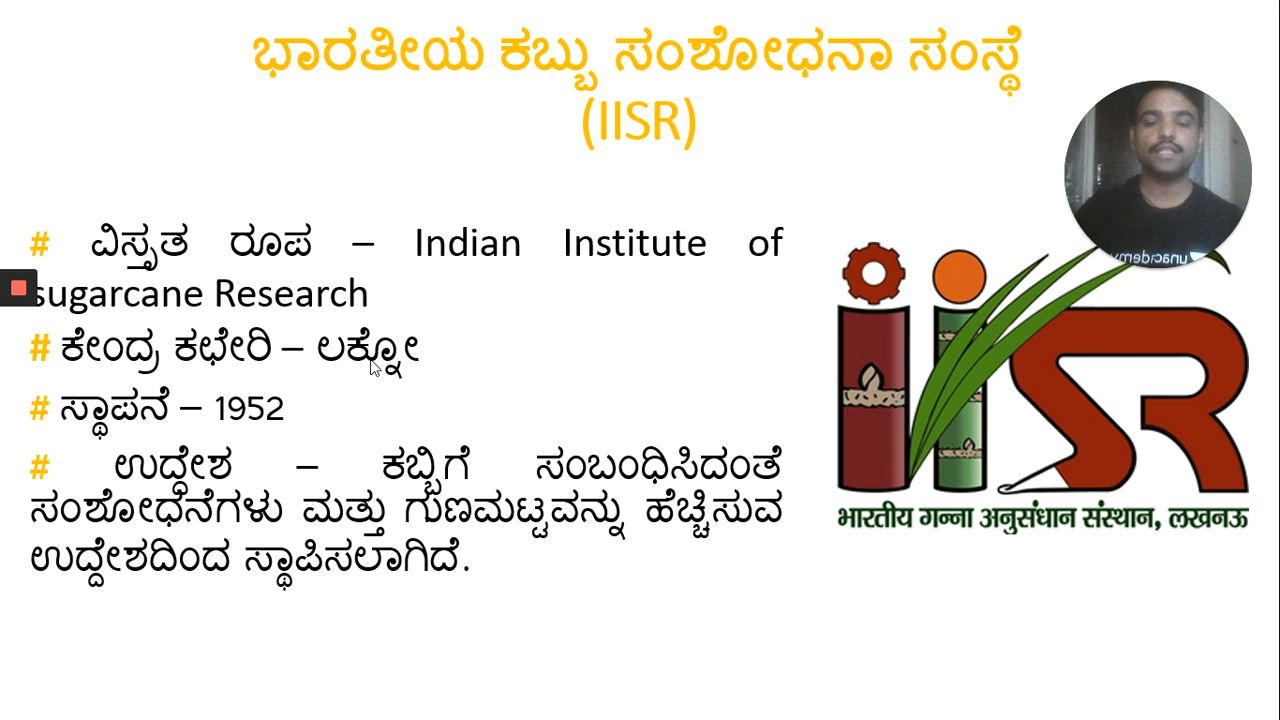 ಭಾರತೀಯ ಕಬ್ಬು ಸಂಶೋಧನಾ ಸಂಸ್ಥೆ
(IISR)
# ವಿಸ್ತೃತ ರೂಪ – Indian Institute of
sugarcane Research
# ಕೇಂದ್ರ ಕಛೇರಿ – ಲಕ್ನೋ
# ಸ್ಥಾಪನೆ – 1952
# ಉದ್ದೇಶ – ಕಬ್ಬಿಗೆ ಸಂಬಂಧಿಸಿದಂತೆ
ಸಂಶೋಧನೆಗಳು ಮತ್ತು ಗುಣಮಟ್ಟವನ್ನು ಹೆಚ್ಚಿಸುವ
ಉದ್ದೇಶದಿಂದ ಸ್ಥಾಪಿಸಲಾಗಿದೆ.
unacademy
iiSR
भारतीय गन्ना अनुसंधान संस्थान, लखनऊ